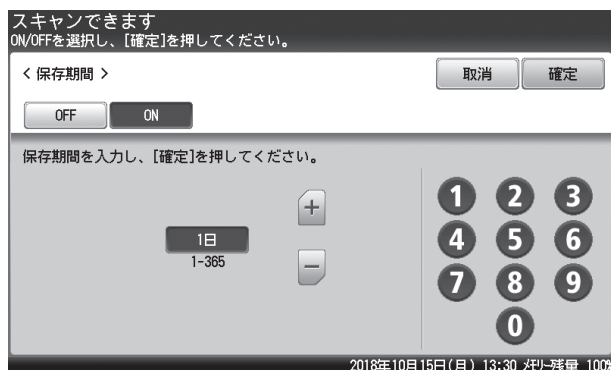 スキャンできます
ON/OFFを選択し、[確定]を押してください。
< 保存期間 >
取消
確定
OFF
ON
保存期間を入力し、[確定]を押してください。
+
1日
1-365
-
1 2 3
4 5 6
7 8 9
0
2018年10月15日(月) 13:30 メモリー残量 100%